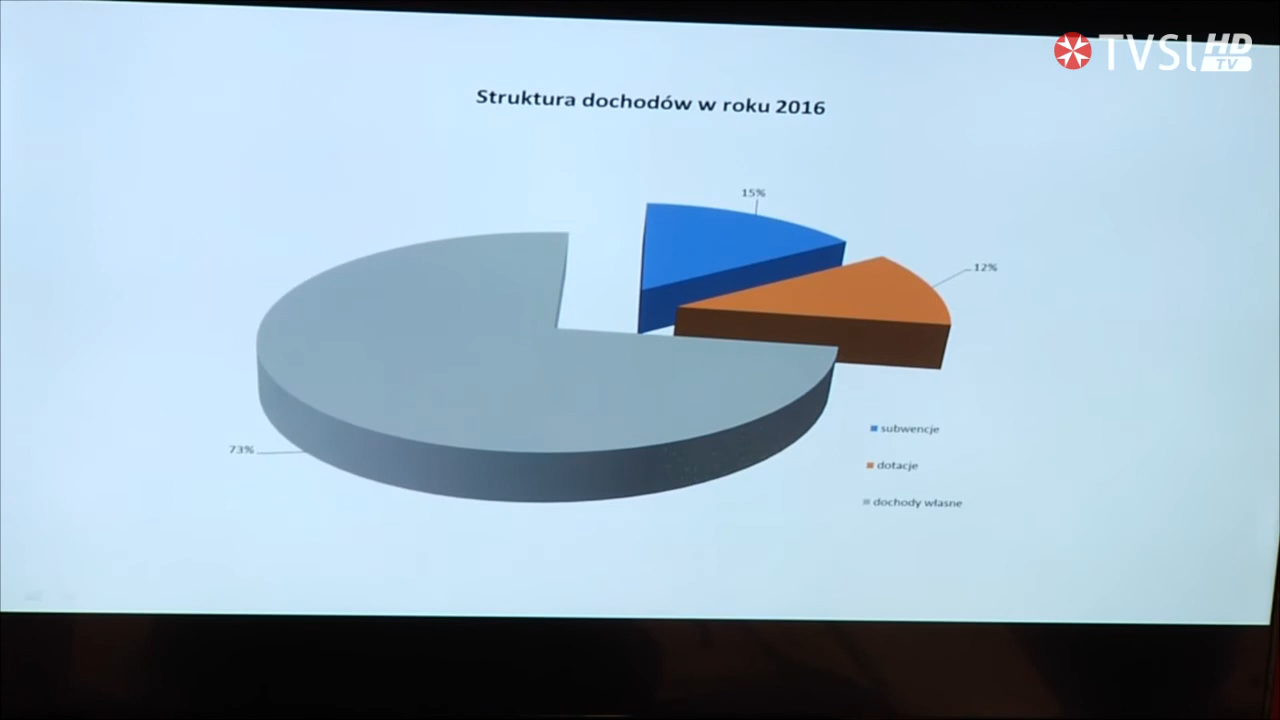 TVSL HD TV
Struktura dochodów w roku 2016
15%
12%
73%
subwencje
dotacje
dochody własne